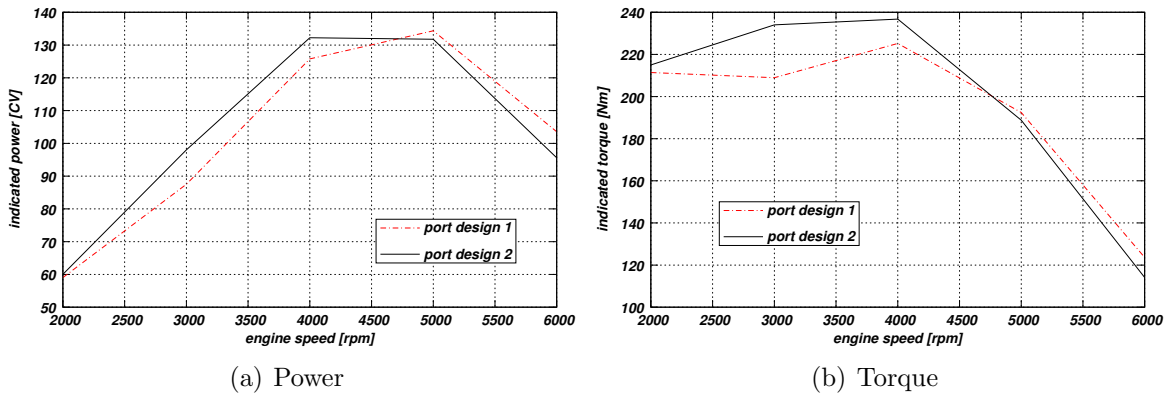 140
130
120
110
100
90
80
70
60
50
indicated power [CV]
port design 1
port design 2
2000 2500 3000 3500 4000 4500 5000 5500 6000
engine speed [rpm]
(a) Power
240
220
200
180
160
140
120
100
indicated torque [Nm]
port design 1
port design 2
2000 2500 3000 3500 4000 4500 5000 5500 6000
engine speed [rpm]
(b) Torque